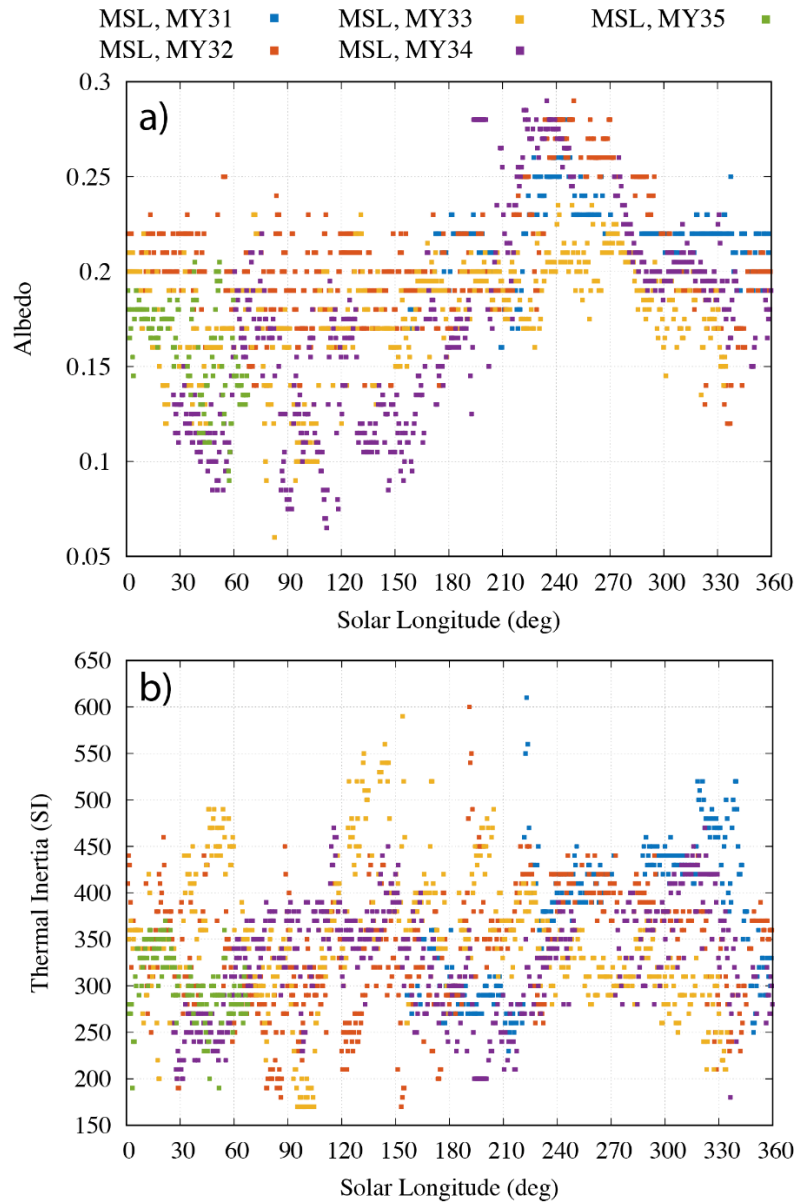 MSL, MY31 MSL, MY33 MSL, MY35
MSL, MY32 MSL, MY34
a)
0.3
0.25
0.2
0.15
0.1
0.05
Albedo
0 30 60 90 120 150 180 210 240 270 300 330 360
Solar Longitude (deg)
b)
650
600
550
500
450
400
350
300
250
200
150
Thermal Inertia (SI)
0 30 60 90 120 150 180 210 240 270 300 330 360
Solar Longitude (deg)